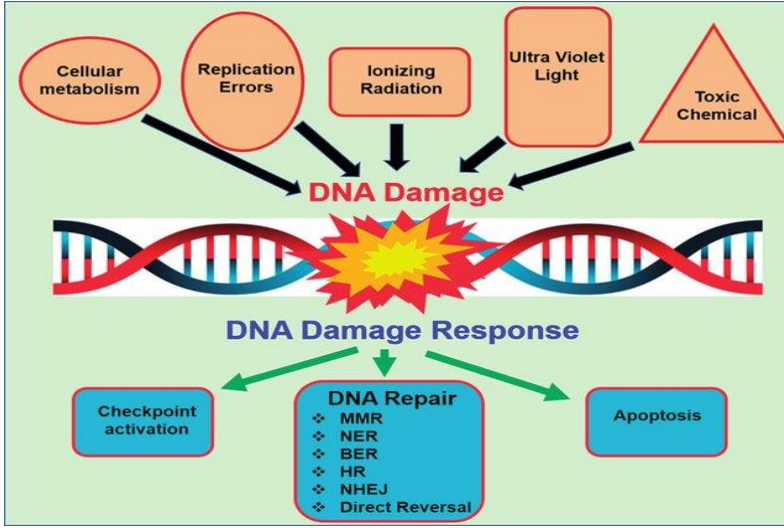 Cellular
metabolism
Replication
Errors
Ionizing
Radiation
Ultra Violet
Light
Toxic
Chemical
DNA Damage
DNA Damage Response
Checkpoint
activation
DNA Repair
❖ MMR
❖ NER
❖ BER
❖ HR
❖ NHEJ
❖ Direct Reversal
Apoptosis